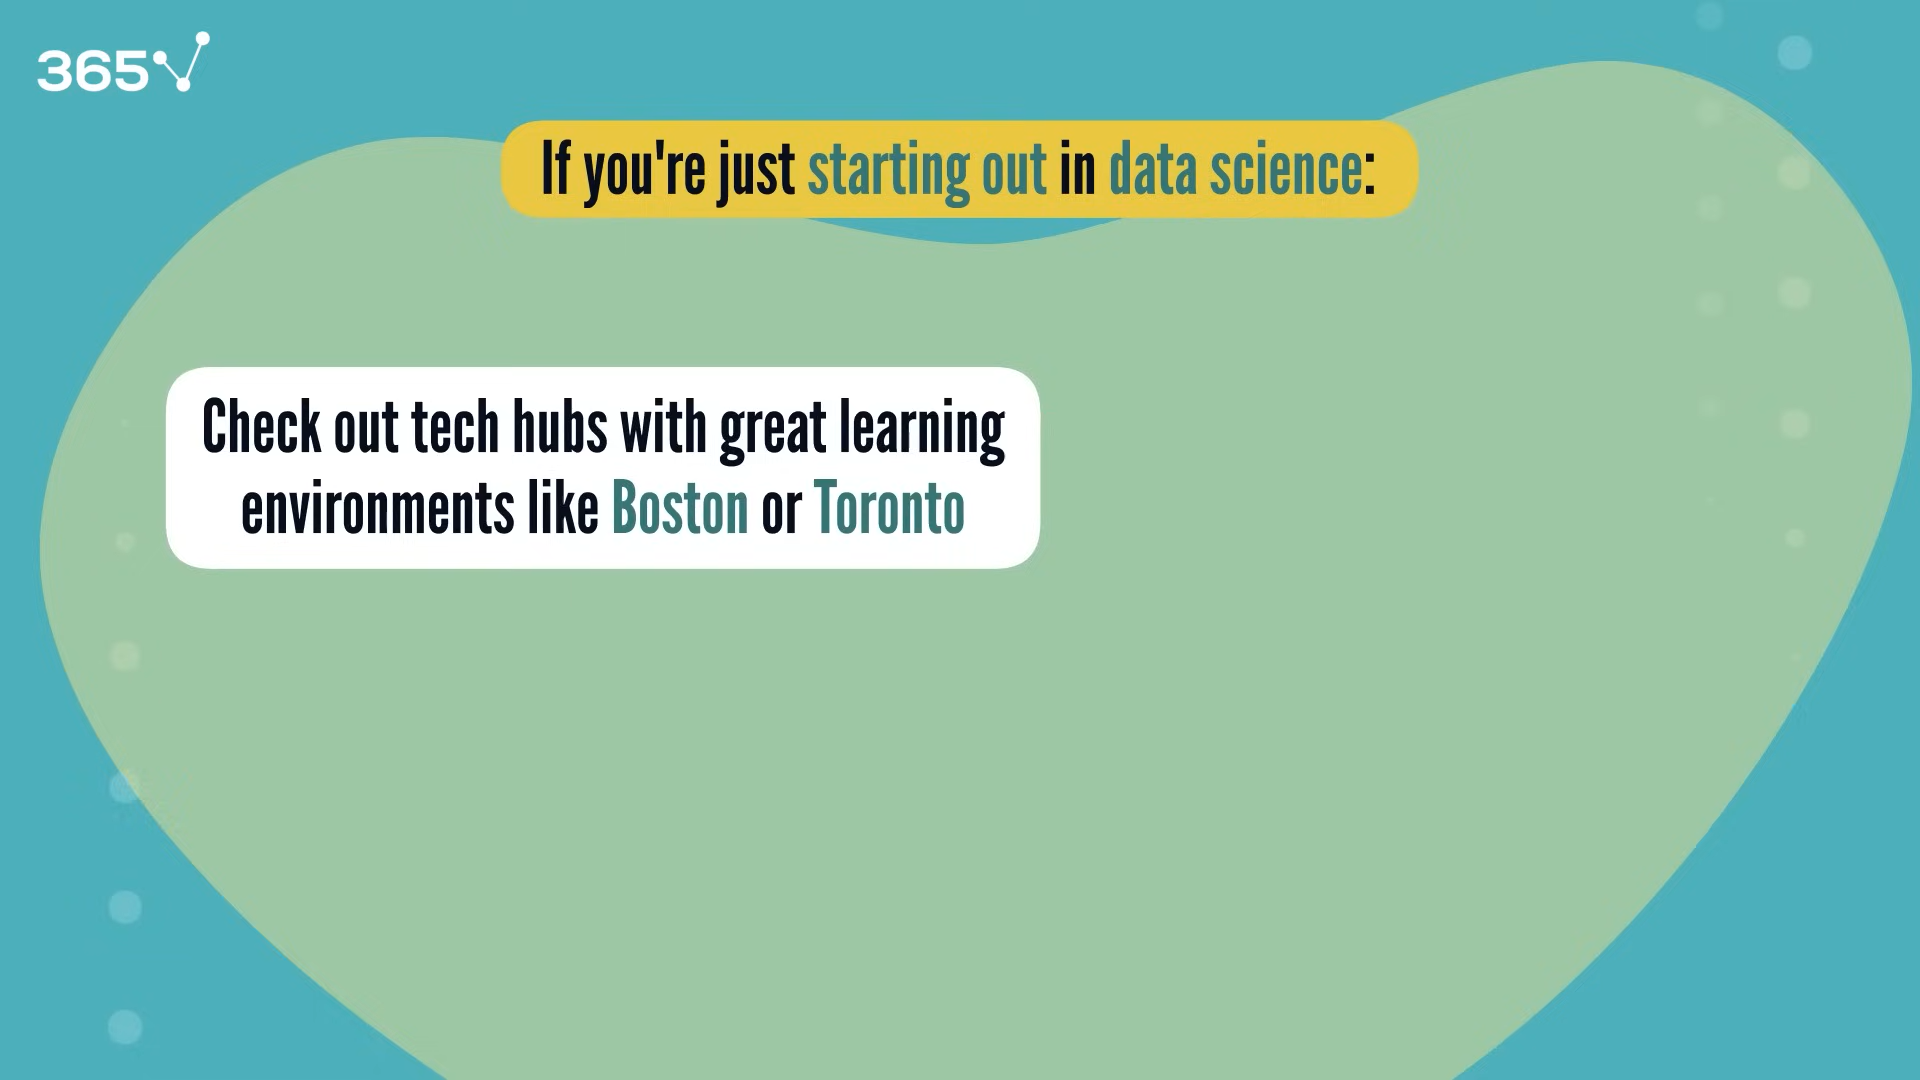 365
If you're just starting out in data science:
Check out tech hubs with great learning
environments like Boston or Toronto